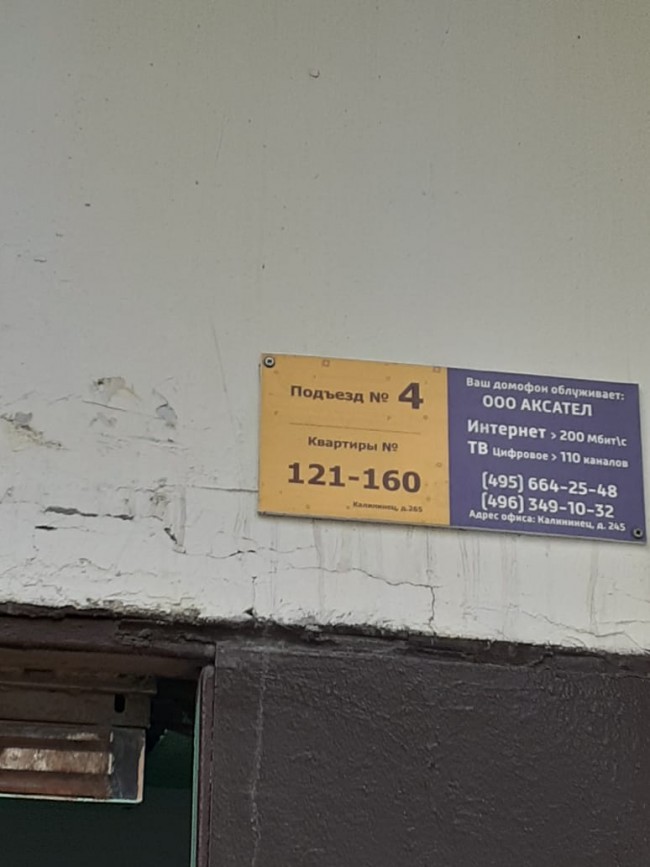 Подъезд № 4
Квартиры №
121-160
Калининец, д.265
Ваш домофон обслуживает:
ООО АКСАТЕЛ
Интернет > 200 Мбит\с
ТВ Цифровое > 110 каналов
(495) 664-25-48
(496) 349-10-32
Адрес офиса: Калининец, д. 245